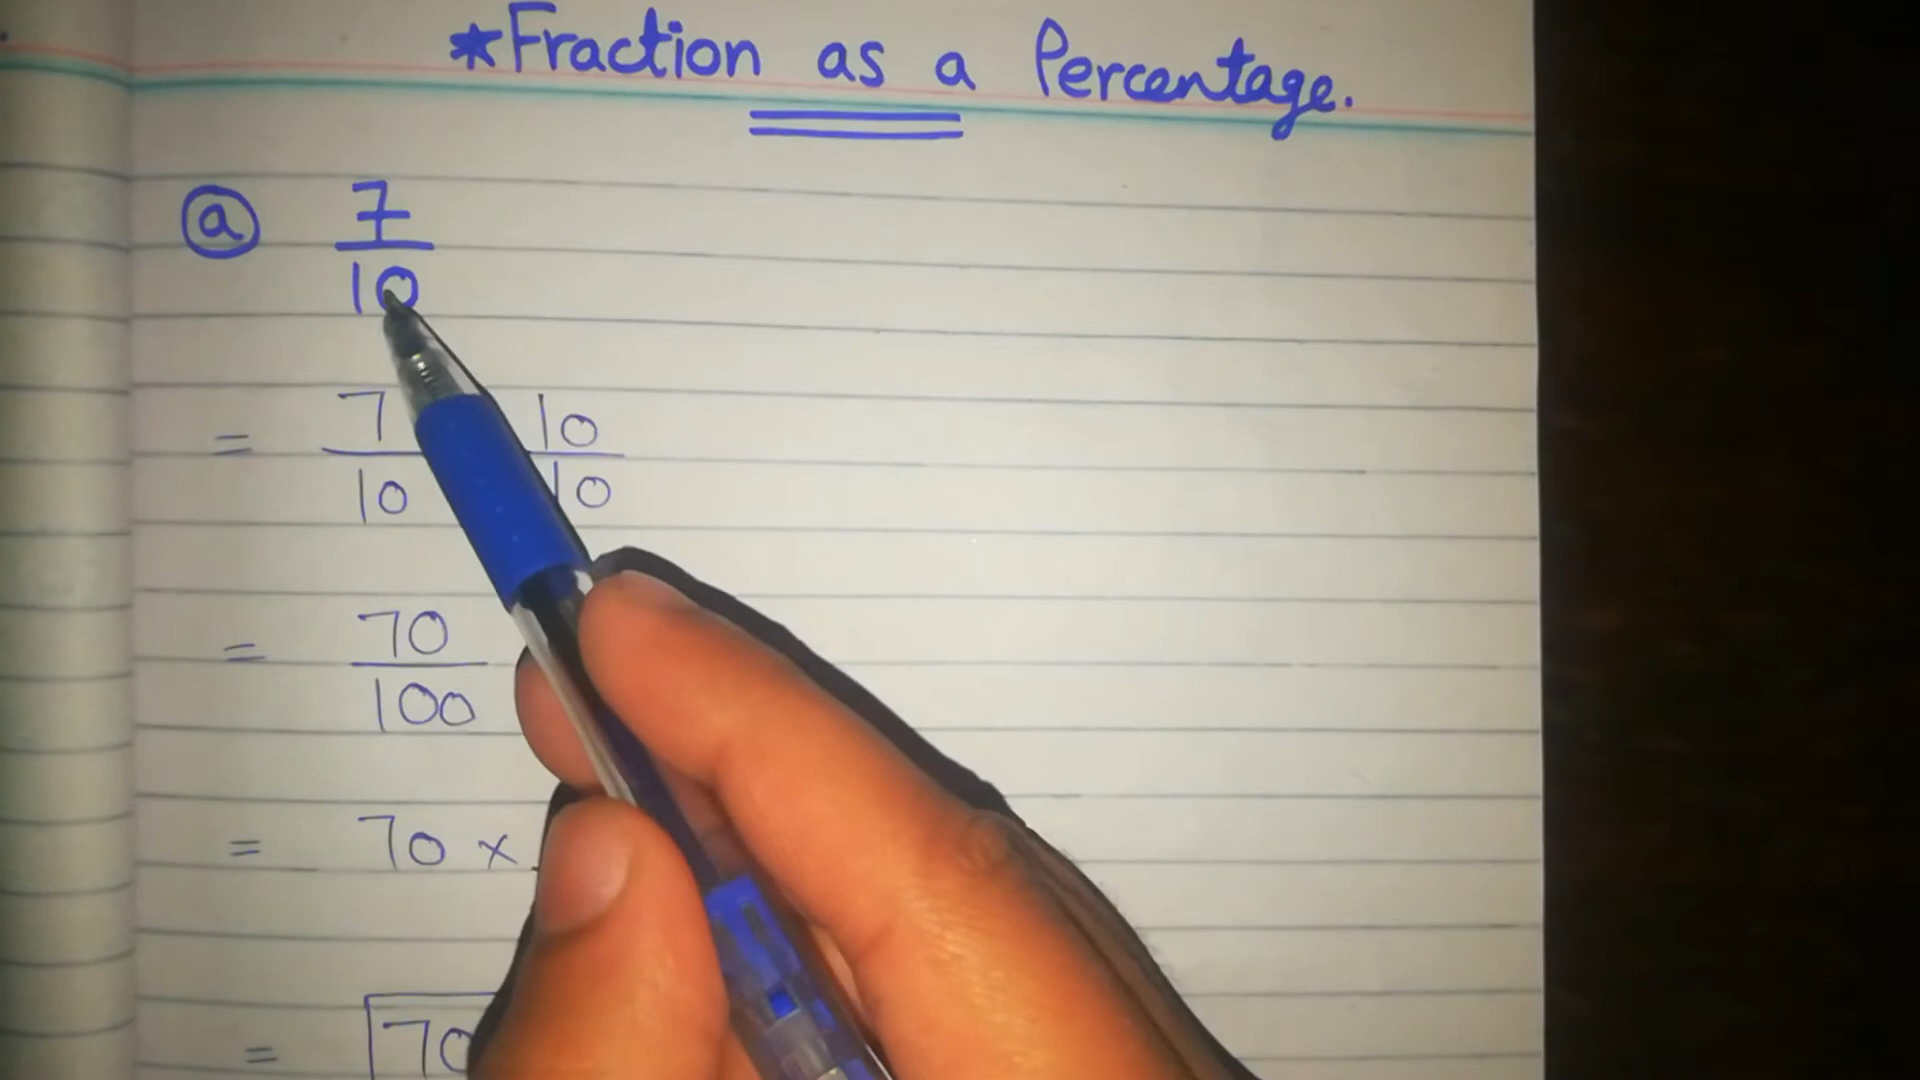 *Fraction as a Percentage.
a 7
10
= 7 10
10 10
= 70
100
= 70 ×
= 70